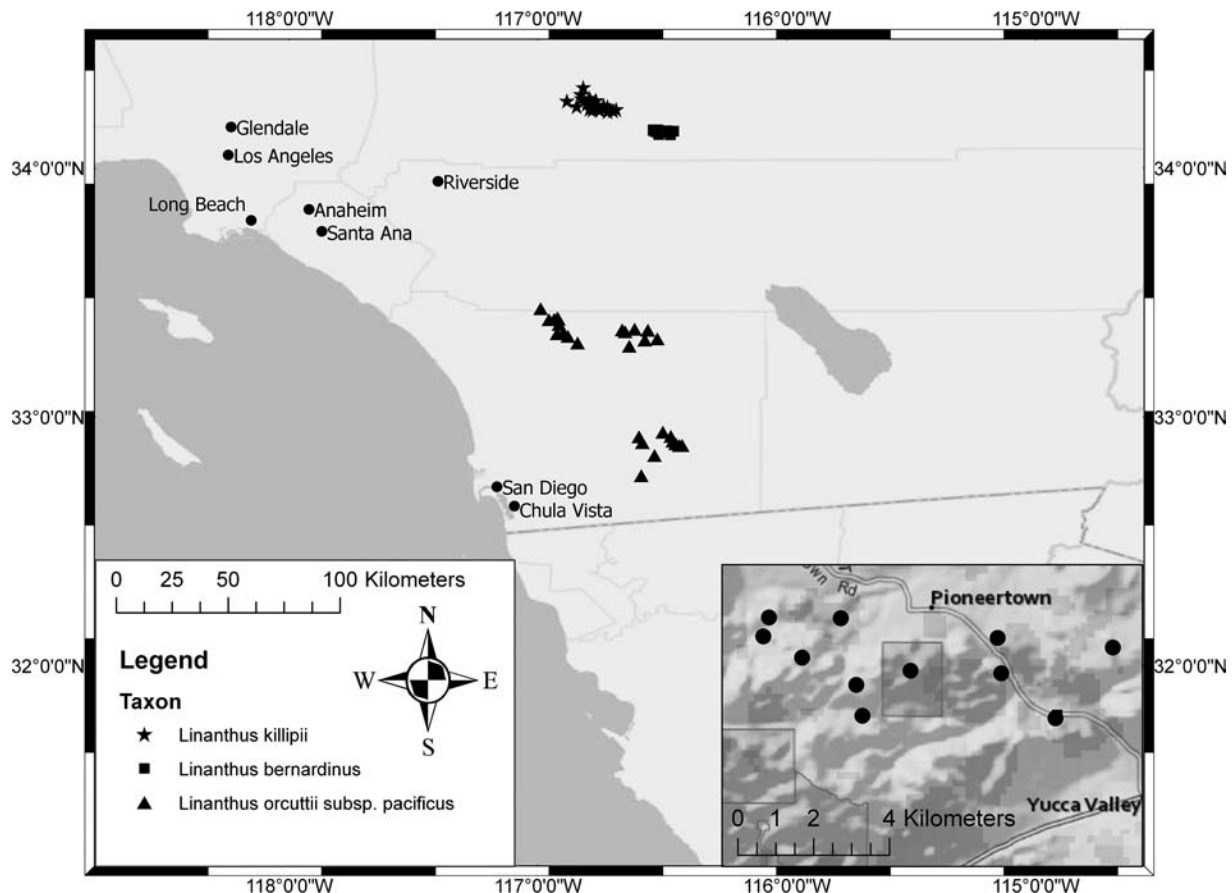 118°0'0"W 117°0'0"W 116°0'0"W 115°0'0"W
34°0'0"N 34°0'0"N
33°0'0"N 33°0'0"N
32°0'0"N
Glendale
Los Angeles
Riverside
Long Beach
Anaheim
Santa Ana
San Diego
Chula Vista
0 25 50 100 Kilometers
N
W E
S
Legend
Taxon
Linanthus killipii
Linanthus bernardinus
Linanthus orcuttii subsp. pacificus
Rd
Pioneertown
Yucca Valley
0 1 2 4 Kilometers
118°0'0"W 117°0'0"W 116°0'0"W 115°0'0"W